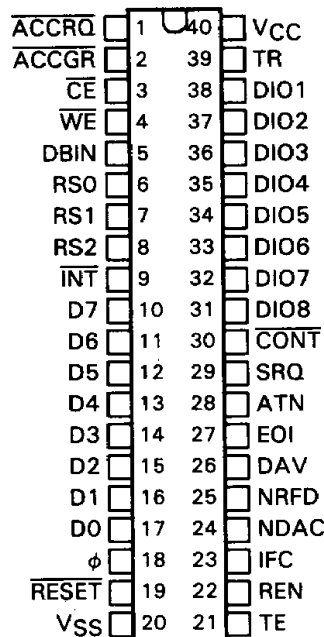 ACCRQ 1 40 VCC
ACCGR 2 39 TR
CE 3 38 DIO1
WE 4 37 DIO2
DBIN 5 36 DIO3
RS0 6 35 DIO4
RS1 7 34 DIO5
RS2 8 33 DIO6
INT 9 32 DIO7
D7 10 31 DIO8
D6 11 30 CONT
D5 12 29 SRQ
D4 13 28 ATN
D3 14 27 EOI
D2 15 26 DAV
D1 16 25 NRFD
D0 17 24 NDAC
ϕ 18 23 IFC
RESET 19 22 REN
VSS 20 21 TE